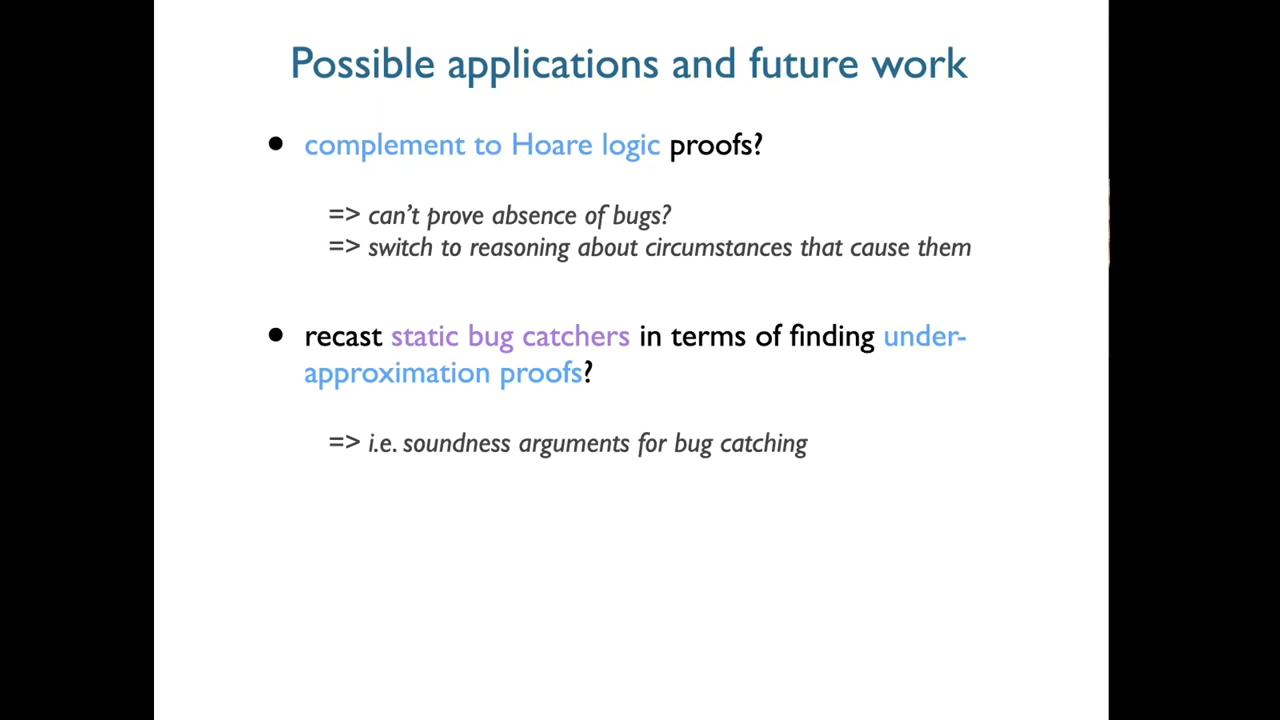 Possible applications and future work
• complement to Hoare logic proofs?
=> can't prove absence of bugs?
=> switch to reasoning about circumstances that cause them
• recast static bug catchers in terms of finding under-
approximation proofs?
=> i.e. soundness arguments for bug catching